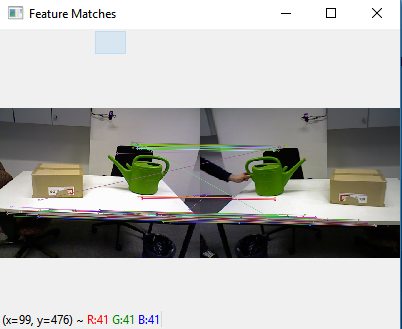 Feature Matches
(x=99, y=476) ~ R:41 G:41 B:41